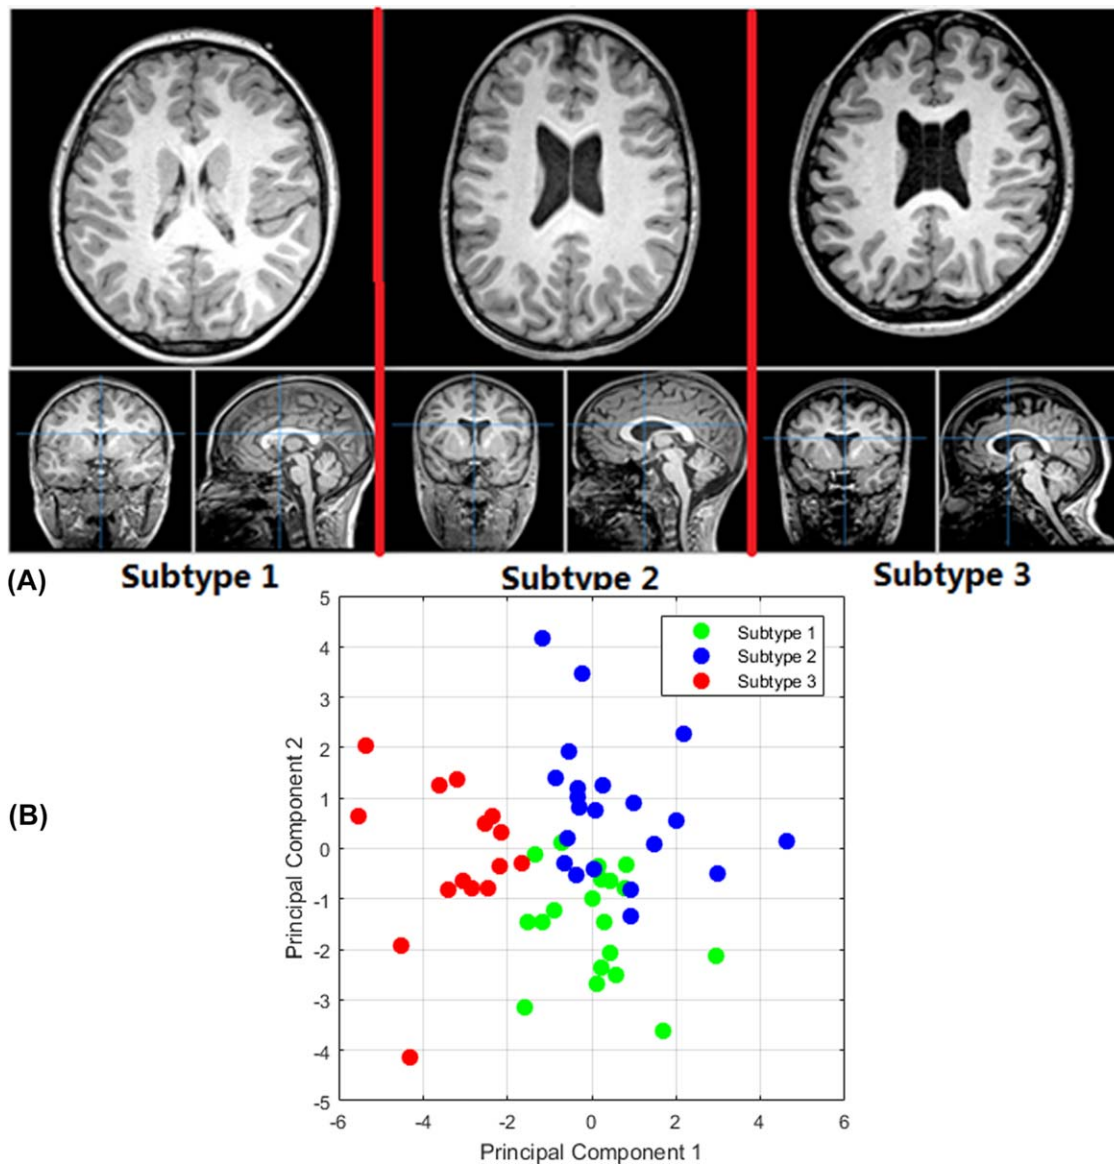 (A)
Subtype 1
Subtype 2
Subtype 3
5
4
3
2
1
0
-1
-2
-3
-4
-5
Principal Component 2
Subtype 1
Subtype 2
Subtype 3
(B)
-6
-4
-2
0
2
4
6
Principal Component 1